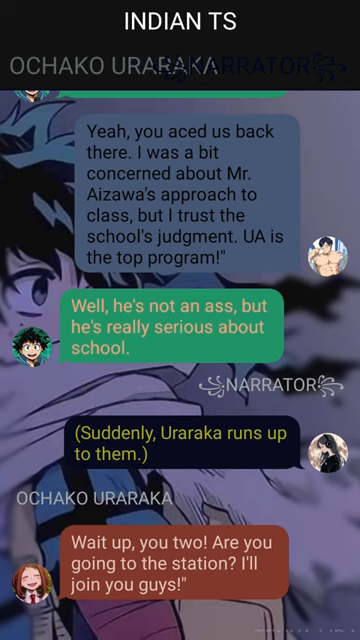 INDIAN TS
OCHAKO URARAKA ꧁NARRATOR꧂
Yeah, you aced us back
there. I was a bit
concerned about Mr.
Aizawa's approach to
class, but I trust the
school's judgment. UA is
the top program!"
Well, he's not an ass, but
he's really serious about
school.
꧁NARRATOR꧂
(Suddenly, Uraraka runs up
to them.)
OCHAKO URARAKA
Wait up, you two! Are you
going to the station? I'll
join you guys!"